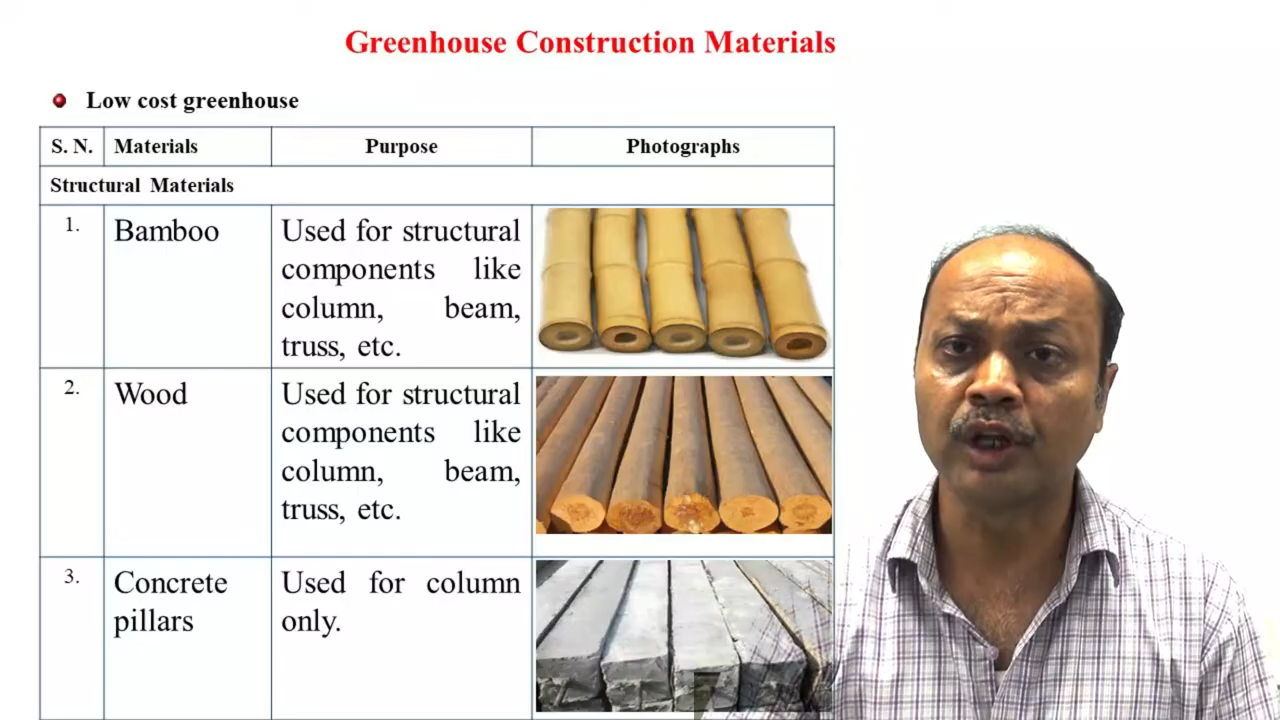 Greenhouse Construction Materials
Low cost greenhouse
S. N. Materials Purpose Photographs
Structural Materials
1. Bamboo Used for structural
components like
column, beam,
truss, etc.
2. Wood Used for structural
components like
column, beam,
truss, etc.
3. Concrete Used for column
pillars only.